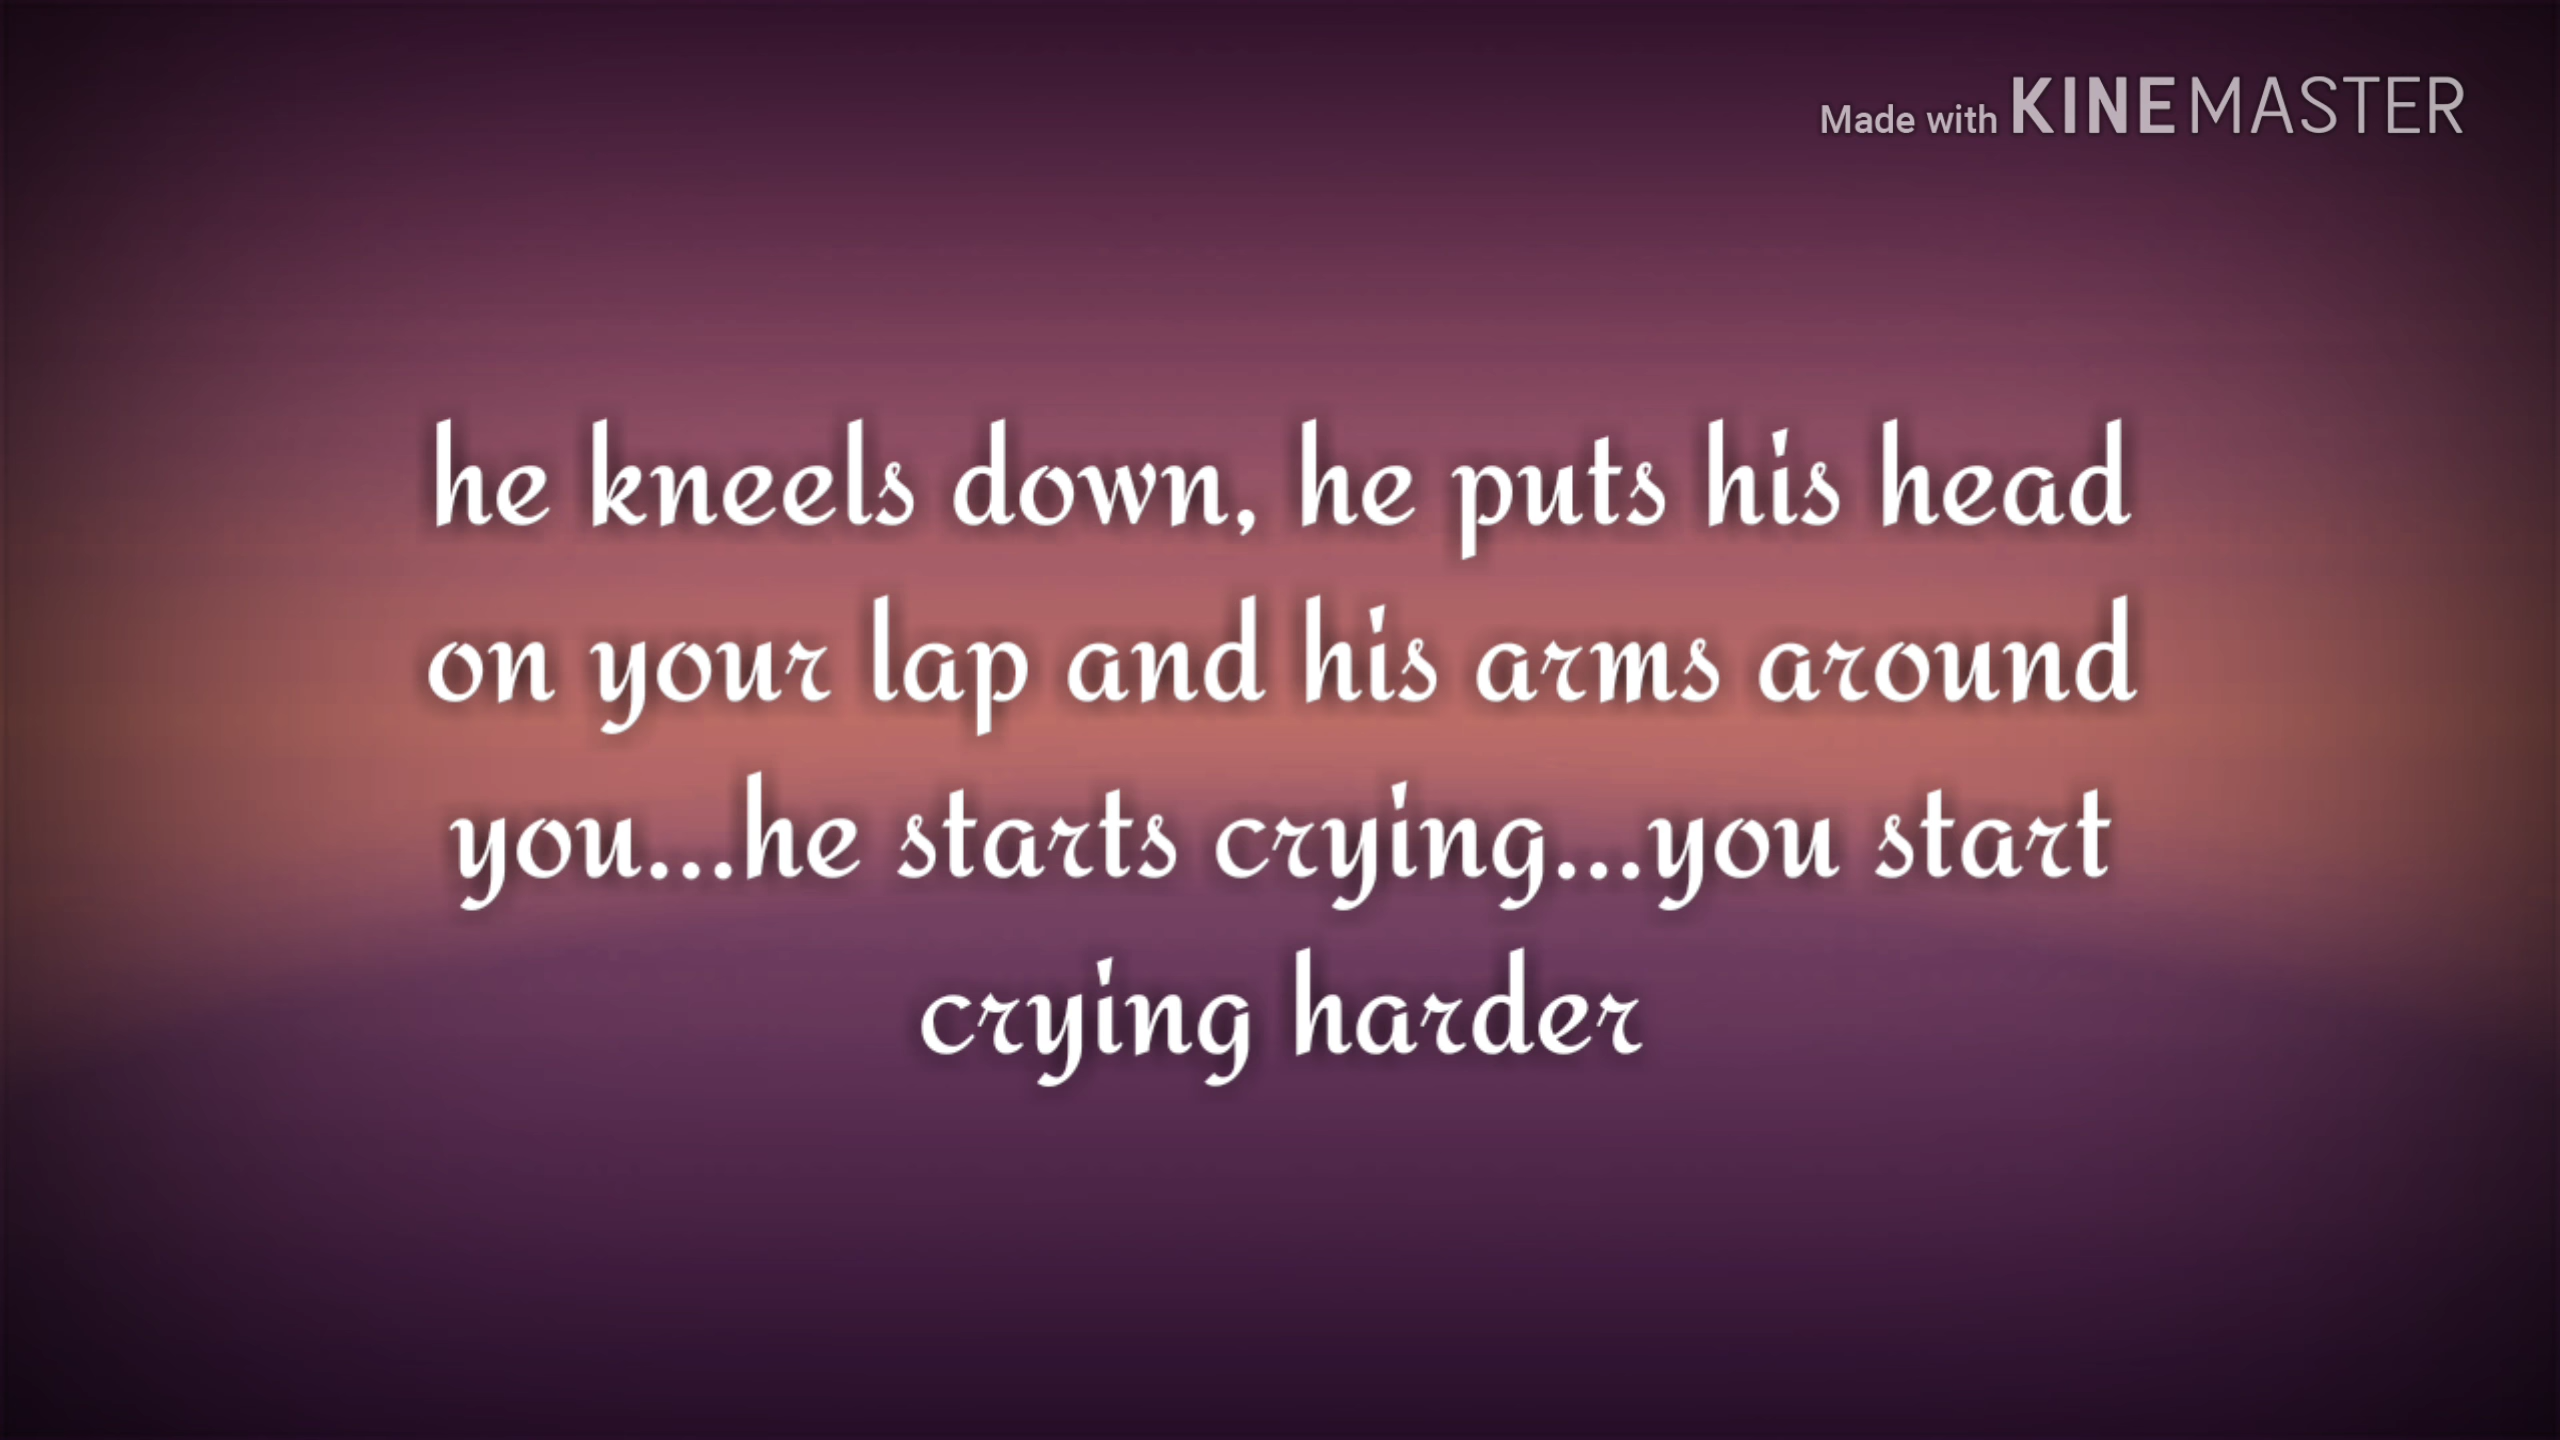 Made with KINEMASTER
he kneels down, he puts his head
on your lap and his arms around
you...he starts crying...you start
crying harder